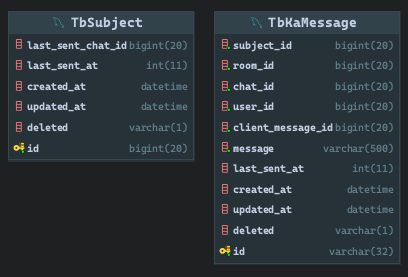 TbSubject
last_sent_chat_id bigint(20)
last_sent_at int(11)
created_at datetime
updated_at datetime
deleted varchar(1)
id bigint(20)
TbKaMessage
subject_id bigint(20)
room_id bigint(20)
chat_id bigint(20)
user_id bigint(20)
client_message_id bigint(20)
message varchar(500)
last_sent_at int(11)
created_at datetime
updated_at datetime
deleted varchar(1)
id varchar(32)